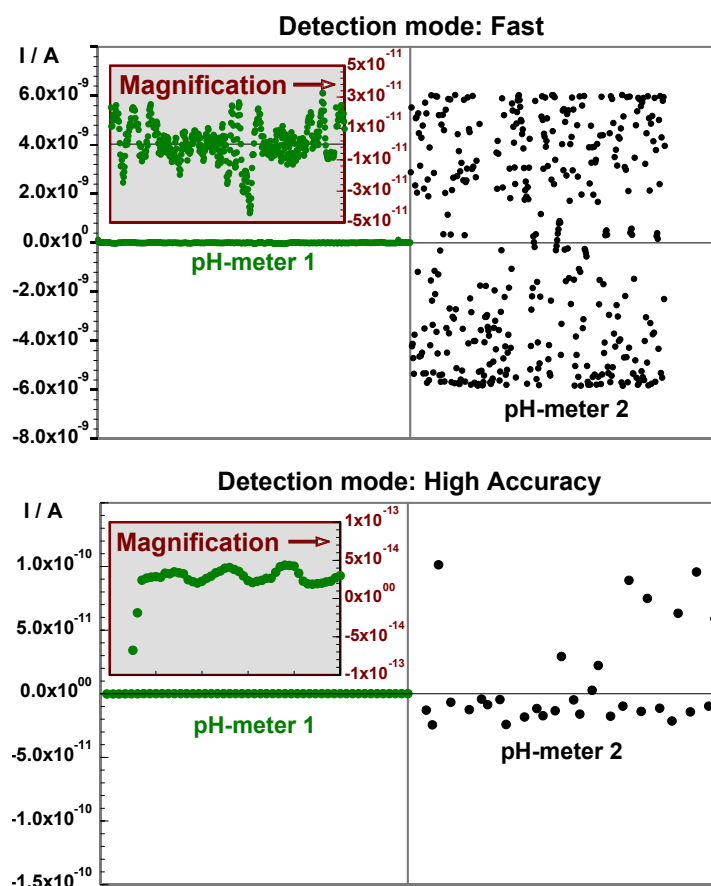 Detection mode: Fast
I / A
5x10⁻¹¹
Magnification
3x10⁻¹¹
1x10⁻¹¹
-1x10⁻¹¹
-3x10⁻¹¹
-5x10⁻¹¹
6.0x10⁻⁹
4.0x10⁻⁹
2.0x10⁻⁹
0.0x10⁰
-2.0x10⁻⁹
-4.0x10⁻⁹
-6.0x10⁻⁹
-8.0x10⁻⁹
pH-meter 1
pH-meter 2
Detection mode: High Accuracy
I / A
1x10⁻¹³
Magnification
5x10⁻¹⁴
0x10⁰⁰
-5x10⁻¹⁴
-1x10⁻¹³
1.0x10⁻¹⁰
5.0x10⁻¹¹
0.0x10⁰⁰
-5.0x10⁻¹¹
-1.0x10⁻¹⁰
-1.5x10⁻¹⁰
pH-meter 1
pH-meter 2